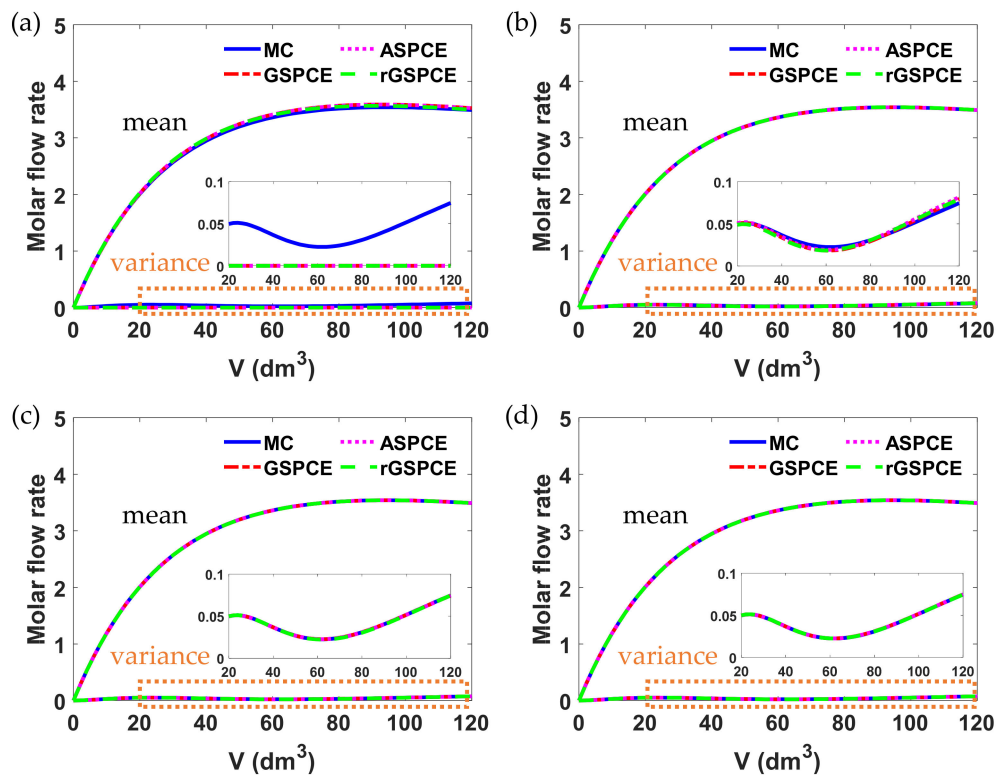 (a)
5
4
3
2
1
0
Molar flow rate
MC
ASPCE
GSPCE
rGSPCE
mean
0.1
0.05
0
20 40 60 80 100 120
variance
0 20 40 60 80 100 120
V (dm³)
(b)
5
4
3
2
1
0
Molar flow rate
MC
ASPCE
GSPCE
rGSPCE
mean
0.1
0.05
0
20 40 60 80 100 120
variance
0 20 40 60 80 100 120
V (dm³)
(c)
5
4
3
2
1
0
Molar flow rate
MC
ASPCE
GSPCE
rGSPCE
mean
0.1
0.05
0
20 40 60 80 100 120
variance
0 20 40 60 80 100 120
V (dm³)
(d)
5
4
3
2
1
0
Molar flow rate
MC
ASPCE
GSPCE
rGSPCE
mean
0.1
0.05
0
20 40 60 80 100 120
variance
0 20 40 60 80 100 120
V (dm³)